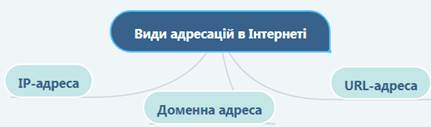 Види адресацій в Інтернеті
IP-адреса
Доменна адреса
URL-адреса